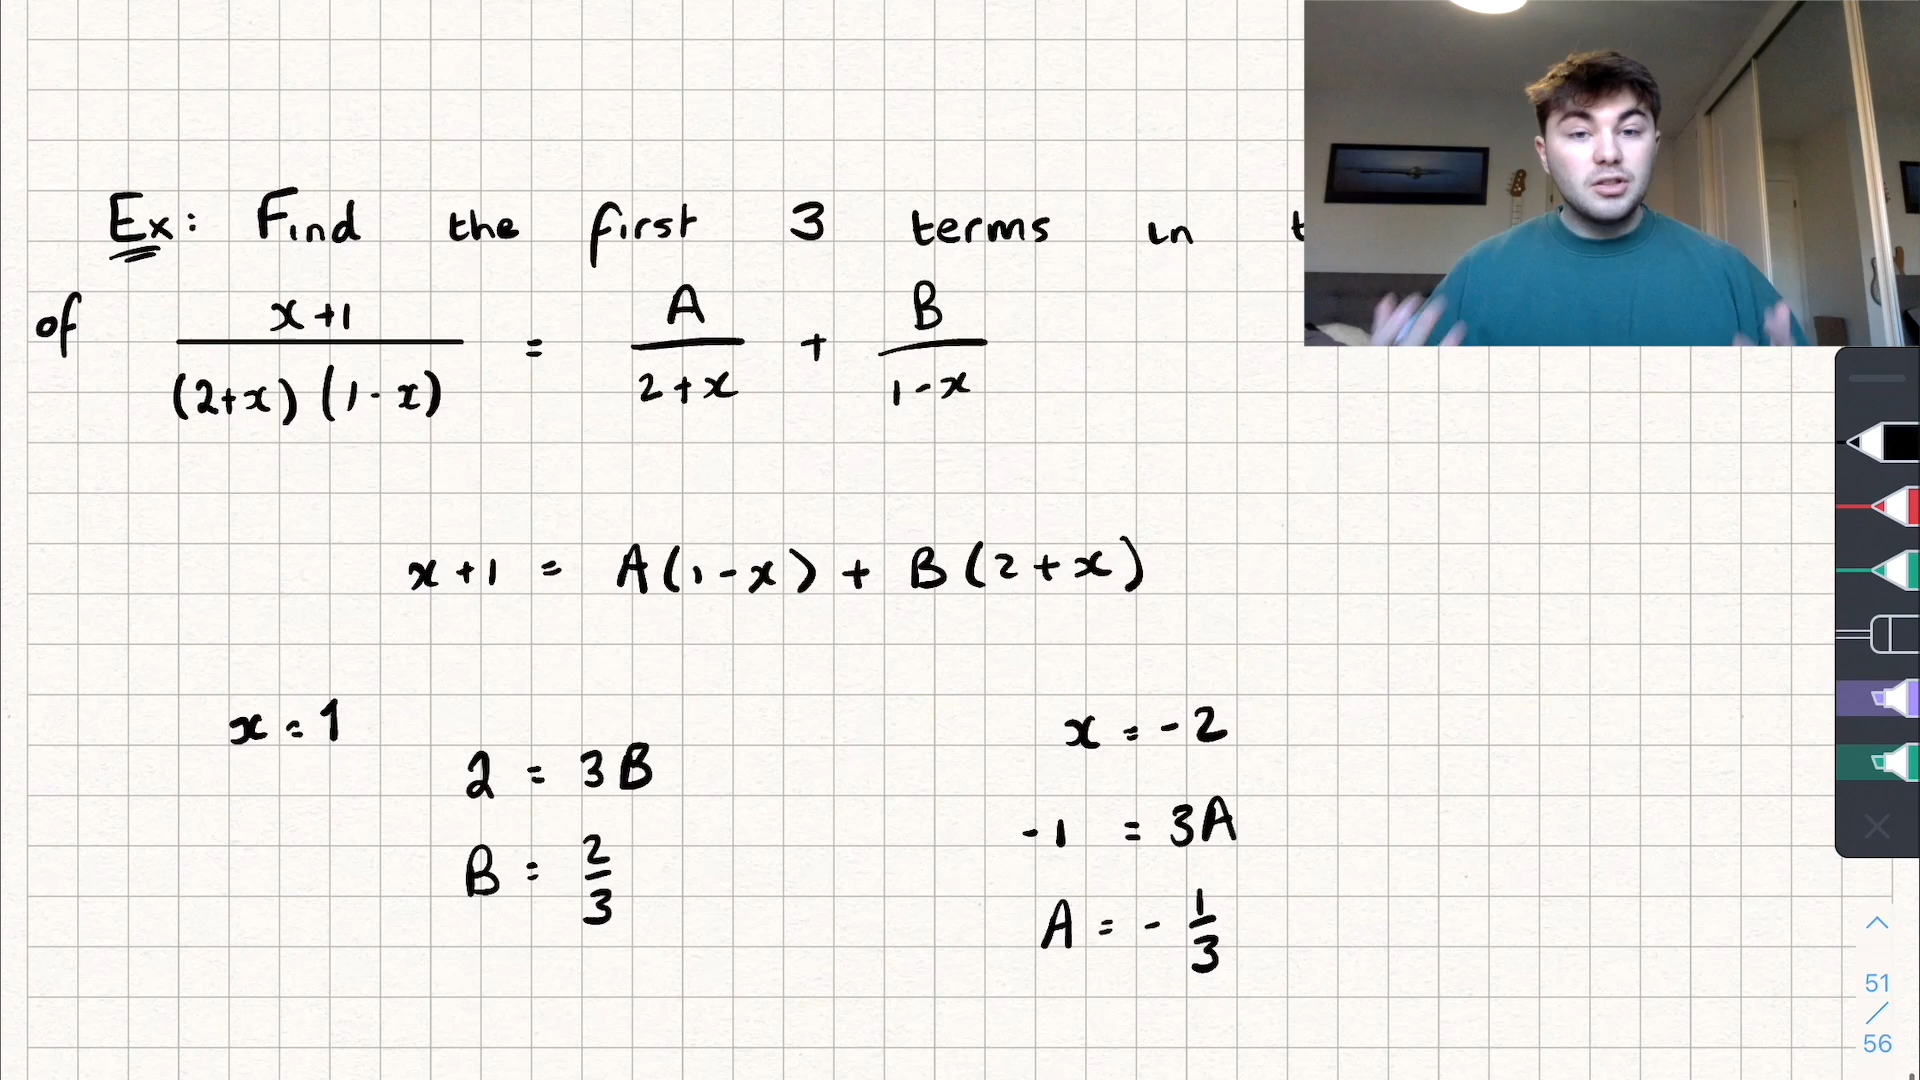 Ex: Find the first 3 terms in t
of (x+1)/((2+x)(1-x)) = A/(2+x) + B/(1-x)
x+1 = A(1-x) + B(2+x)
x = 1
2 = 3B
B = 2/3
x = -2
-1 = 3A
A = -1/3
51
/
56